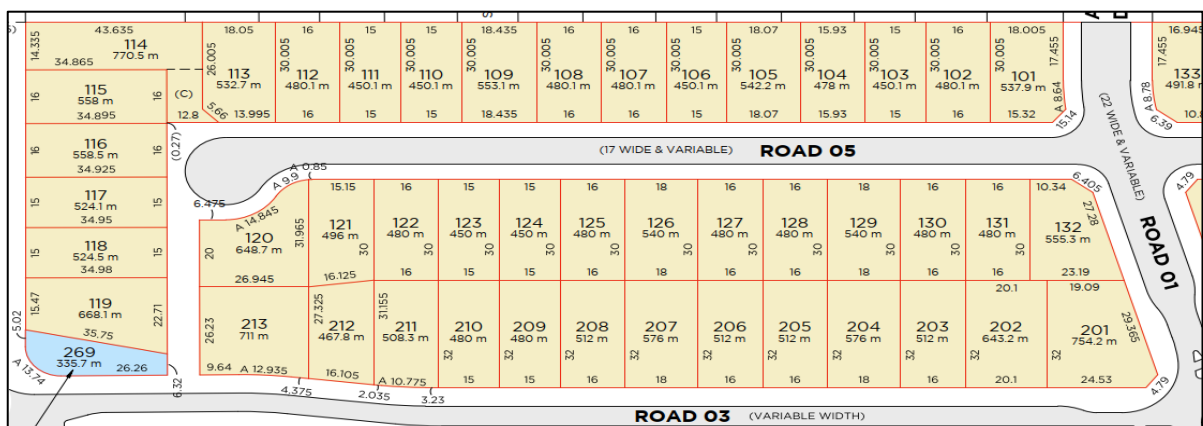 43.635
18.05 16 15 15 18.435 16 16 15 18.07 15.93 15 16 18.005
16.945
14.335
114
770.5 m
34.865
26.005
113
532.7 m
30.005
112
480.1 m
30.005
111
450.1 m
30.005
110
450.1 m
30.005
109
553.1 m
30.005
108
480.1 m
30.005
107
480.1 m
30.005
106
450.1 m
30.005
105
542.2 m
30.005
104
478 m
30.005
103
450.1 m
30.005
102
480.1 m
30.005
101
537.9 m
17.455
A 8.64
15.14
17.455
133
491.8 m
A 8.78
6.39
10.8
16
115
558 m
34.895
16
(C)
12.8
5.66
13.995 16 15 15 18.435 16 16 15 18.07 15.93 15 16 15.32
(22 WIDE & VARIABLE)
ROAD 01
16
116
558.5 m
34.925
16
(0.27)
(17 WIDE & VARIABLE) ROAD 05
A 0.85
A 9.9
6.475
A 14.845
15
117
524.1 m
34.95
15
15
118
524.5 m
34.98
15
15.47
119
668.1 m
22.71
35.75
5.02
269
335.7 m
26.26
A 13.74
6.32
15.15 16 15 15 16 18 16 16 18 16 16 10.34
6.405
4.79
20
120
648.7 m
31.965
26.945
121
496 m
30
16.125
122
480 m
30
16
123
450 m
30
15
124
450 m
30
15
125
480 m
30
16
126
540 m
30
18
127
480 m
30
16
128
480 m
30
16
129
540 m
30
18
130
480 m
30
16
131
480 m
30
16
132
555.3 m
27.28
23.19
20.1
19.09
26.23
213
711 m
9.64
A 12.935
4.375
27.325
212
467.8 m
16.105
2.035
31.155
211
508.3 m
A 10.775
3.23
210
480 m
32
15
209
480 m
32
15
208
512 m
32
16
207
576 m
32
18
206
512 m
32
16
205
512 m
32
16
204
576 m
32
18
203
512 m
32
16
202
643.2 m
32
20.1
201
754.2 m
32
29.365
24.53
4.79
ROAD 03 (VARIABLE WIDTH)